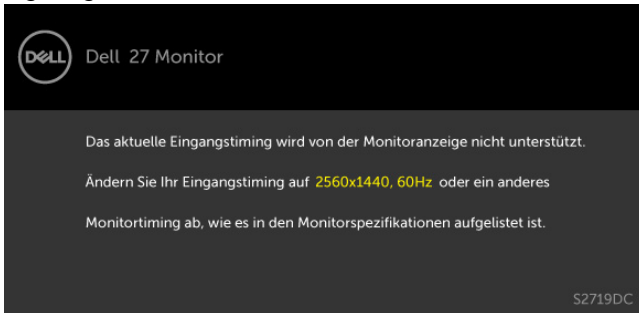 DELL
Dell 27 Monitor
Das aktuelle Eingangstiming wird von der Monitoranzeige nicht unterstützt.
Ändern Sie Ihr Eingangstiming auf 2560x1440, 60Hz oder ein anderes
Monitortiming ab, wie es in den Monitorspezifikationen aufgelistet ist.
S2719DC